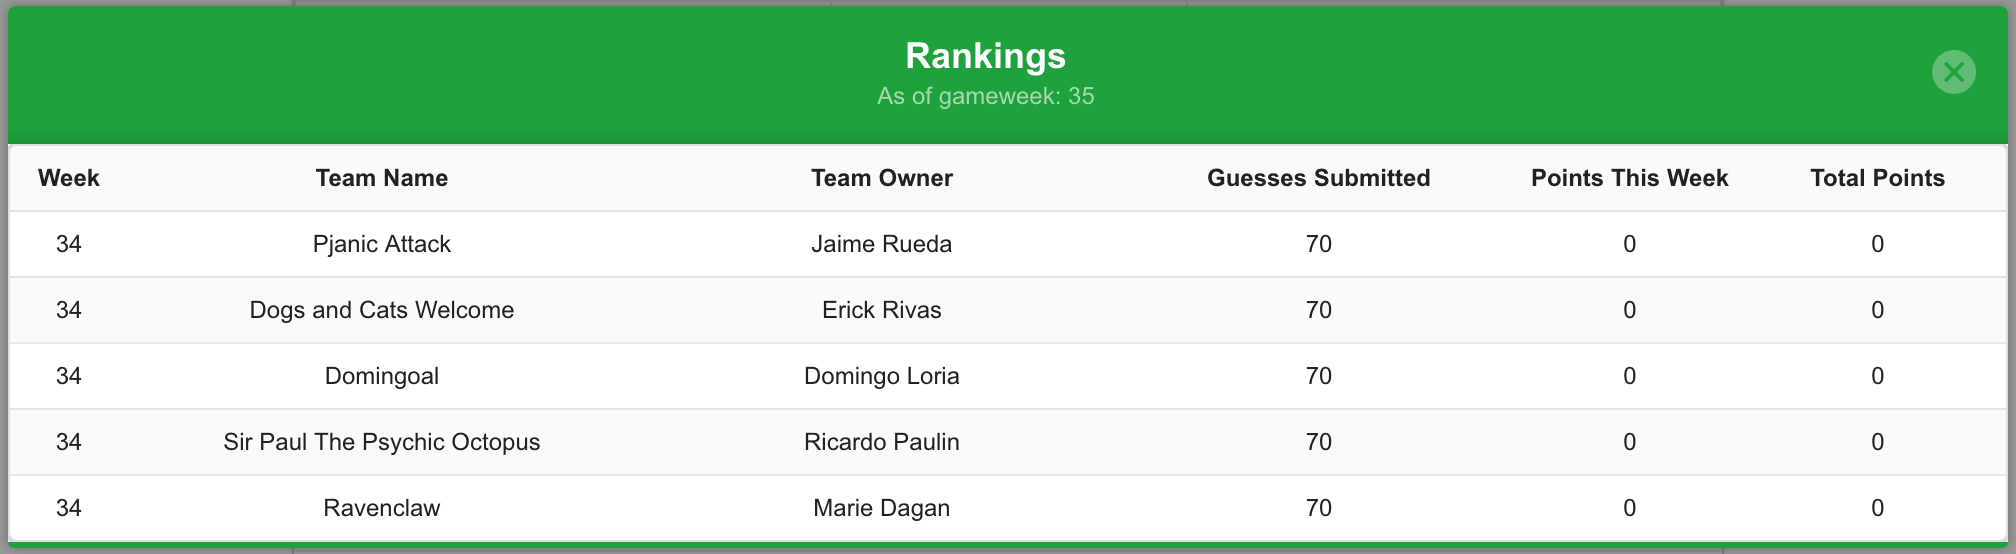 Rankings
As of gameweek: 35
Week Team Name Team Owner Guesses Submitted Points This Week Total Points
34 Pjanic Attack Jaime Rueda 70 0 0
34 Dogs and Cats Welcome Erick Rivas 70 0 0
34 Domingoal Domingo Loria 70 0 0
34 Sir Paul The Psychic Octopus Ricardo Paulin 70 0 0
34 Ravenclaw Marie Dagan 70 0 0